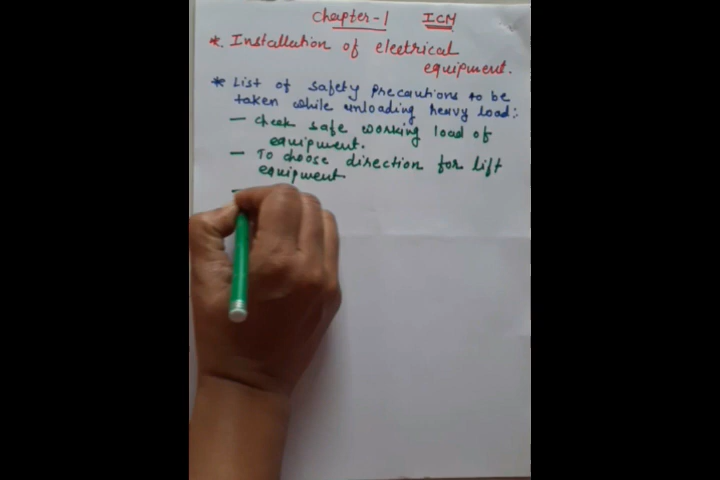 Chapter-1 ICM
*. Installation of electrical
equipment.
* List of safety precautions to be
taken while unloading heavy load:-
- Check safe working load of
equipment.
- To choose direction for lift
equipment
-